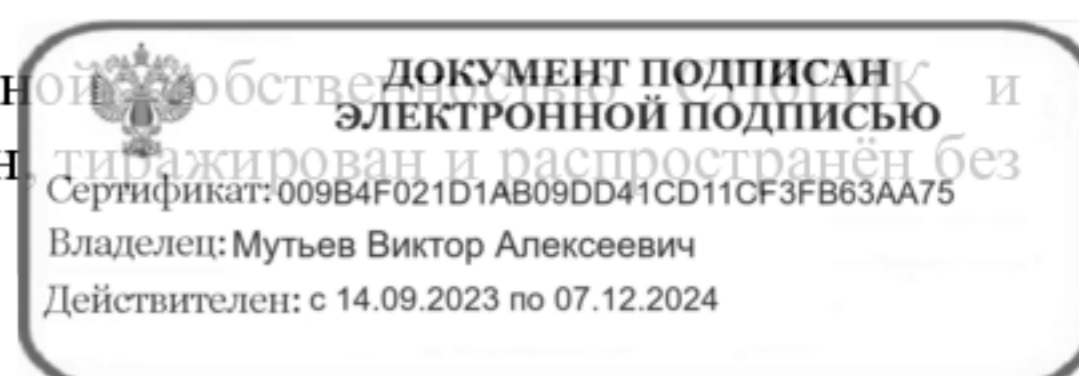 ДОКУМЕНТ ПОДПИСАН
ЭЛЕКТРОННОЙ ПОДПИСЬЮ
и
тиражирован и распространён без
Сертификат: 009B4F021D1AB09DD41CD11CF3FB63AA75
Владелец: Мутьев Виктор Алексеевич
Действителен: с 14.09.2023 по 07.12.2024